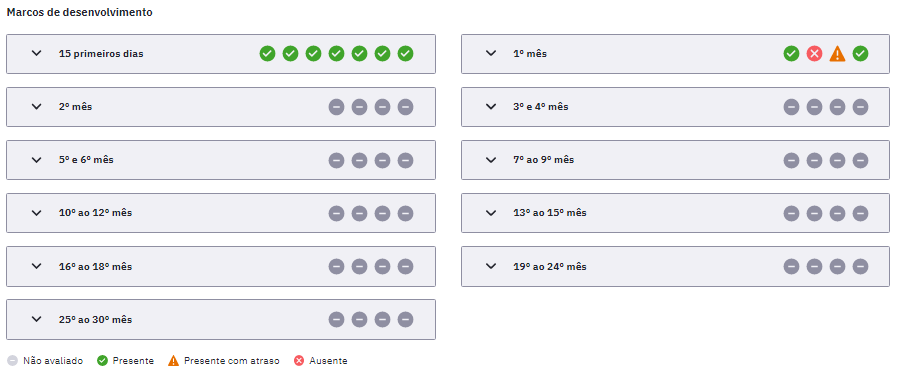 Marcos de desenvolvimento
15 primeiros dias
1º mês
2º mês
3º e 4º mês
5º e 6º mês
7º ao 9º mês
10º ao 12º mês
13º ao 15º mês
16º ao 18º mês
19º ao 24º mês
25º ao 30º mês
Não avaliado Presente Presente com atraso Ausente